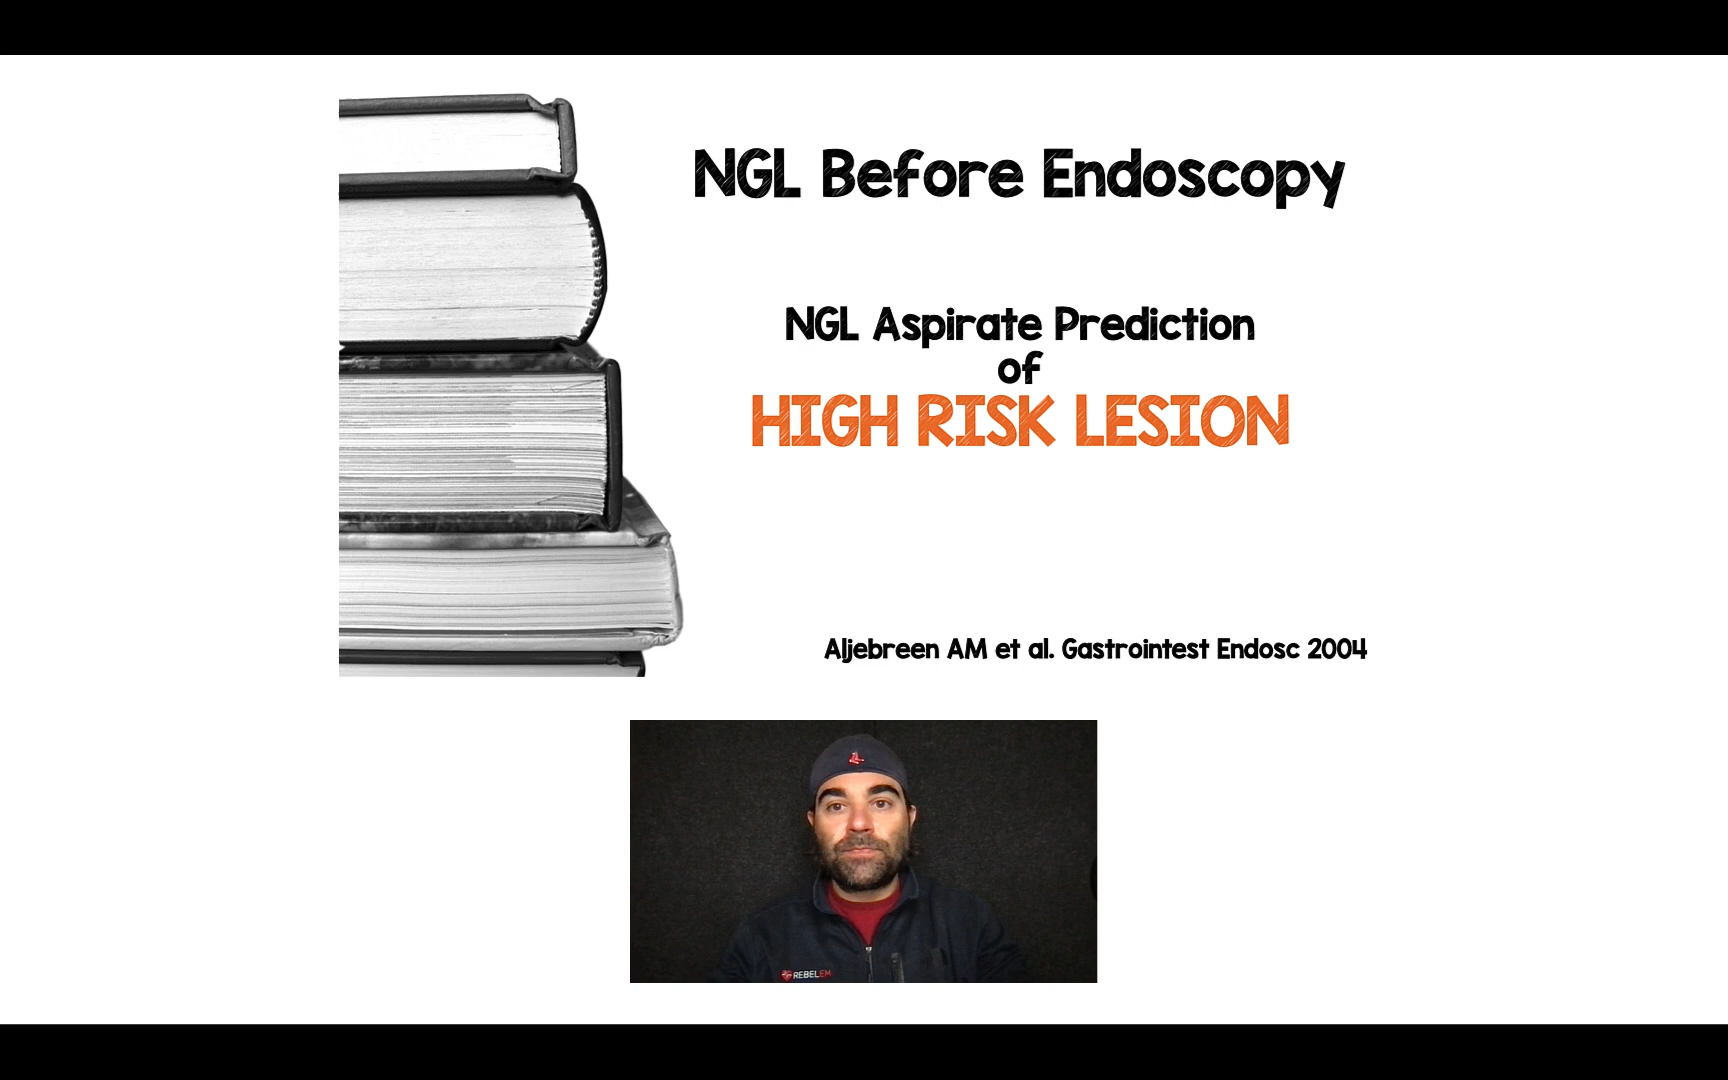 NGL Before Endoscopy
NGL Aspirate Prediction
of
HIGH RISK LESION
Aljebreen AM et al. Gastrointest Endosc 2004
REBELEM